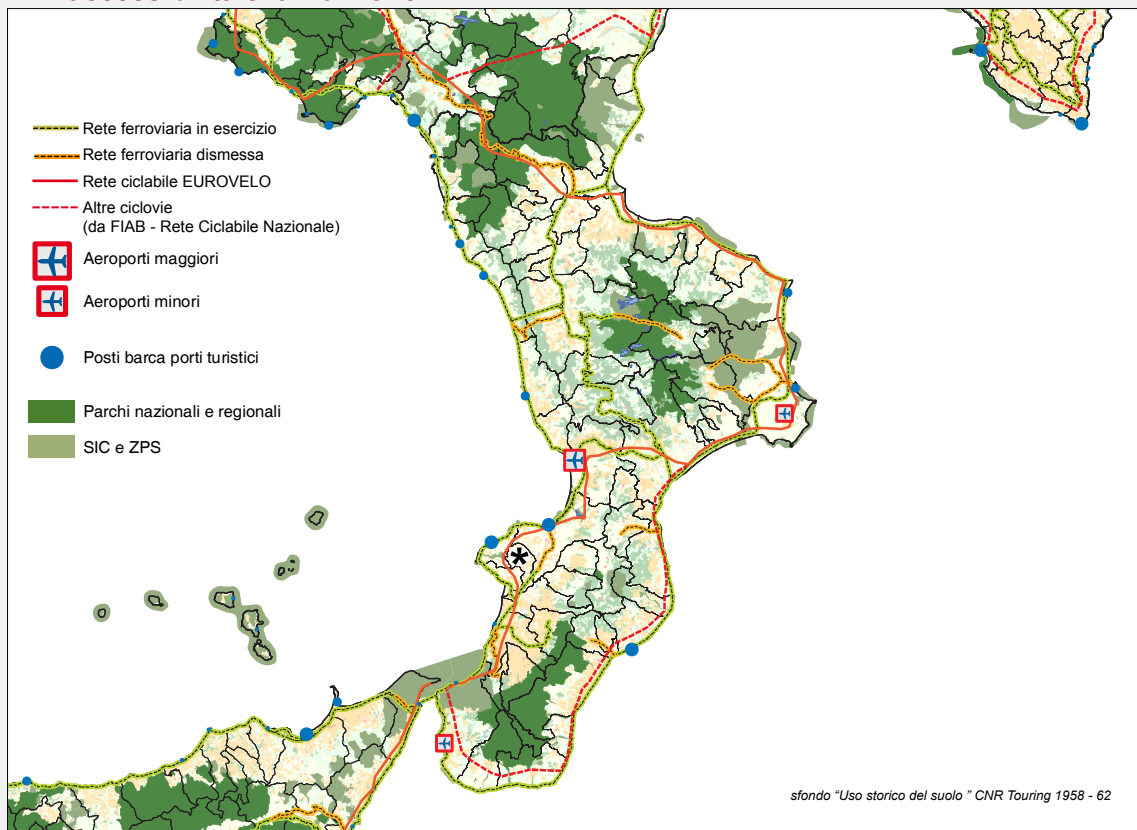 Rete ferroviaria in esercizio
Rete ferroviaria dismessa
Rete ciclabile EUROVELO
Altre ciclovie
(da FIAB - Rete Ciclabile Nazionale)
Aeroporti maggiori
Aeroporti minori
Posti barca porti turistici
Parchi nazionali e regionali
SIC e ZPS
*
sfondo “Uso storico del suolo ” CNR Touring 1958 - 62